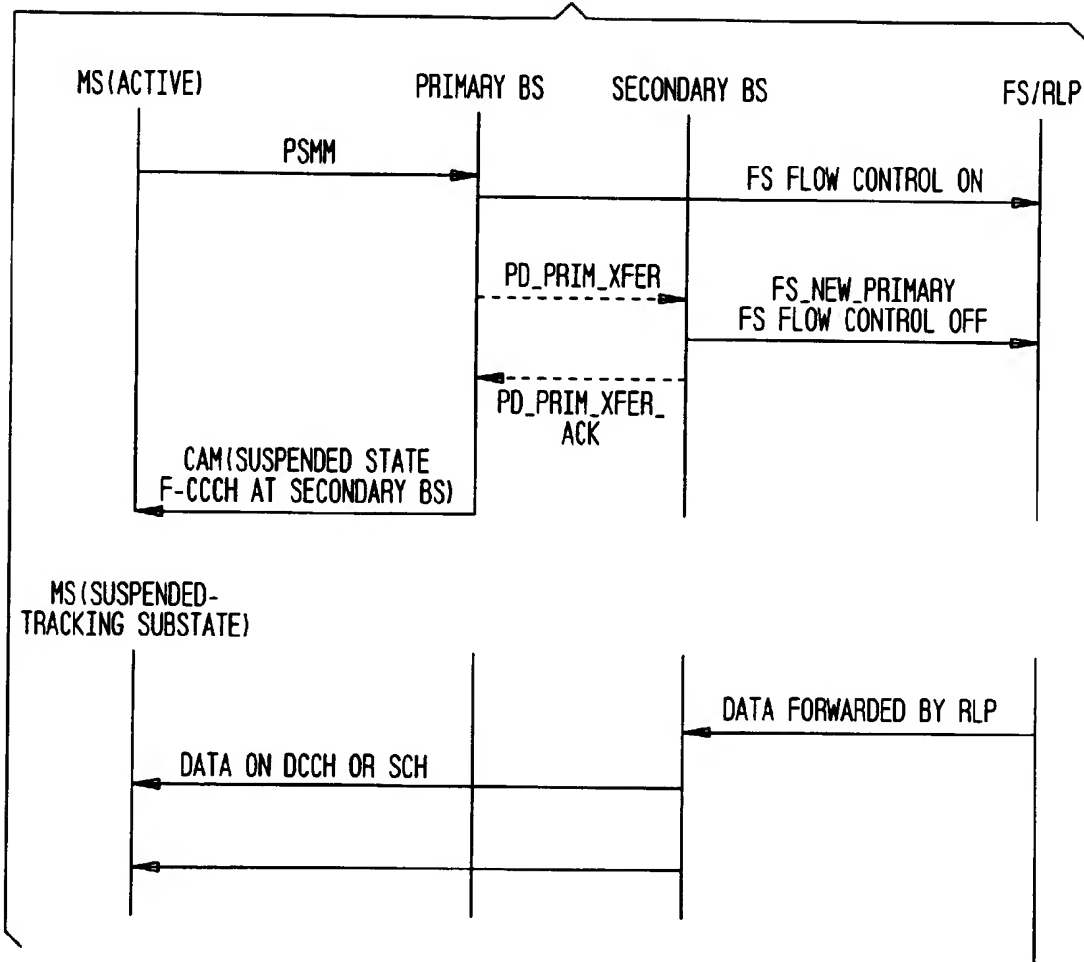 MS(ACTIVE)
PRIMARY BS
SECONDARY BS
FS/RLP
PSMM
FS FLOW CONTROL ON
PD_PRIM_XFER
FS_NEW_PRIMARY
FS FLOW CONTROL OFF
PD_PRIM_XFER_
ACK
CAM(SUSPENDED STATE
F-CCCH AT SECONDARY BS)
MS(SUSPENDED-
TRACKING SUBSTATE)
DATA FORWARDED BY RLP
DATA ON DCCH OR SCH